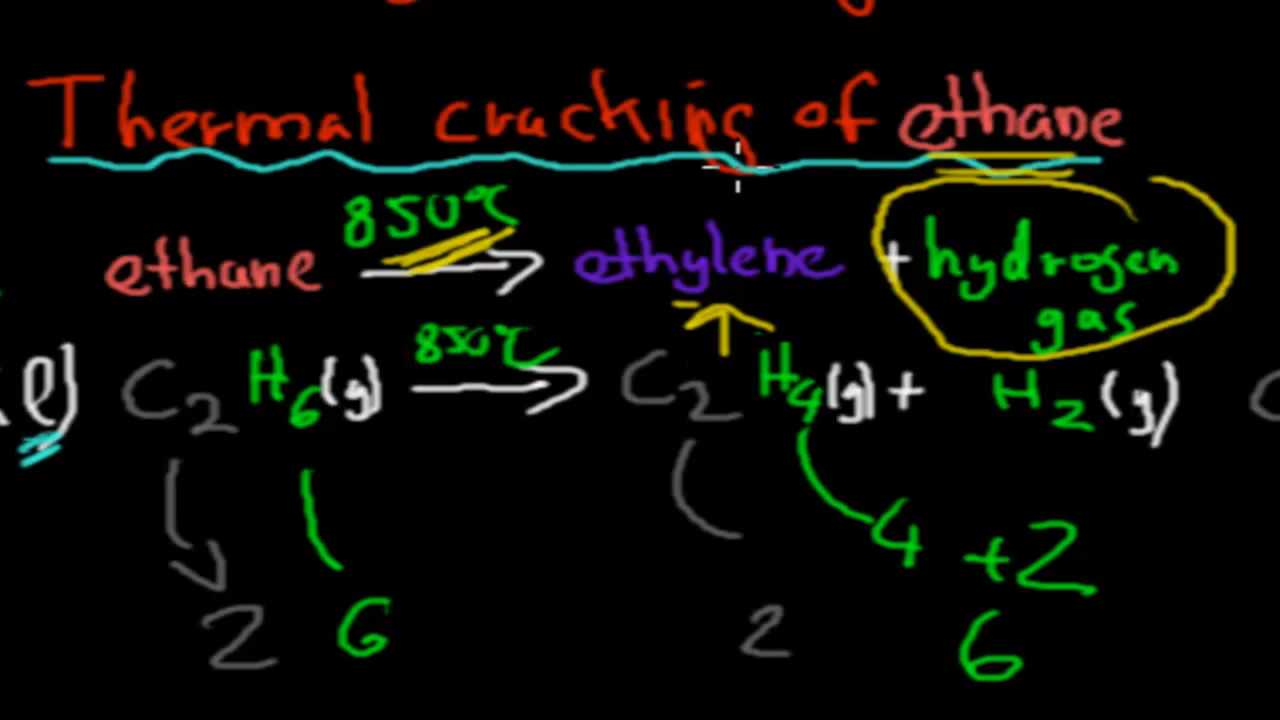 Thermal cracking of ethane
ethane 850°C → ethylene + hydrogen gas
(l) C2H6(g) 850°C → C2H4(g) + H2(g) C
4 +2
2 6 2 6